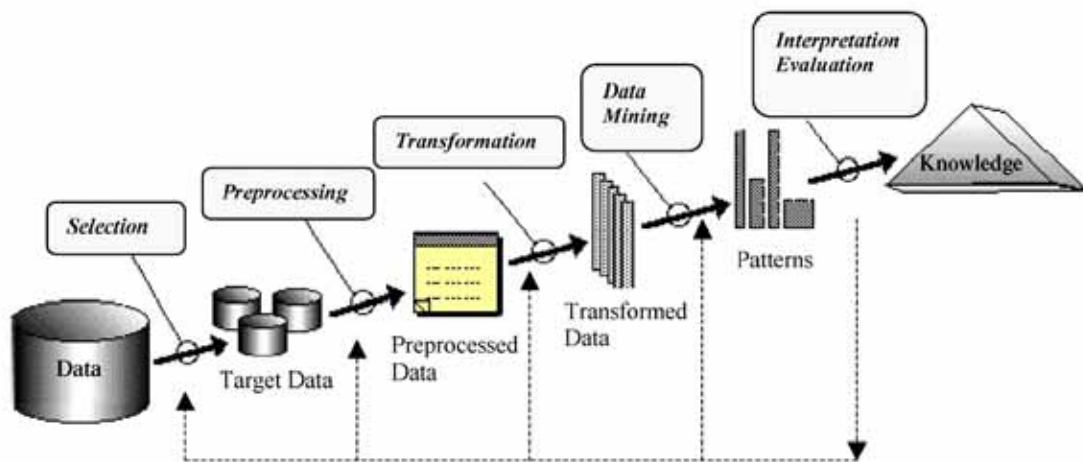 Interpretation
Evaluation
Data
Mining
Transformation
Preprocessing
Selection
Knowledge
Patterns
Transformed
Data
Preprocessed
Data
Target Data
Data